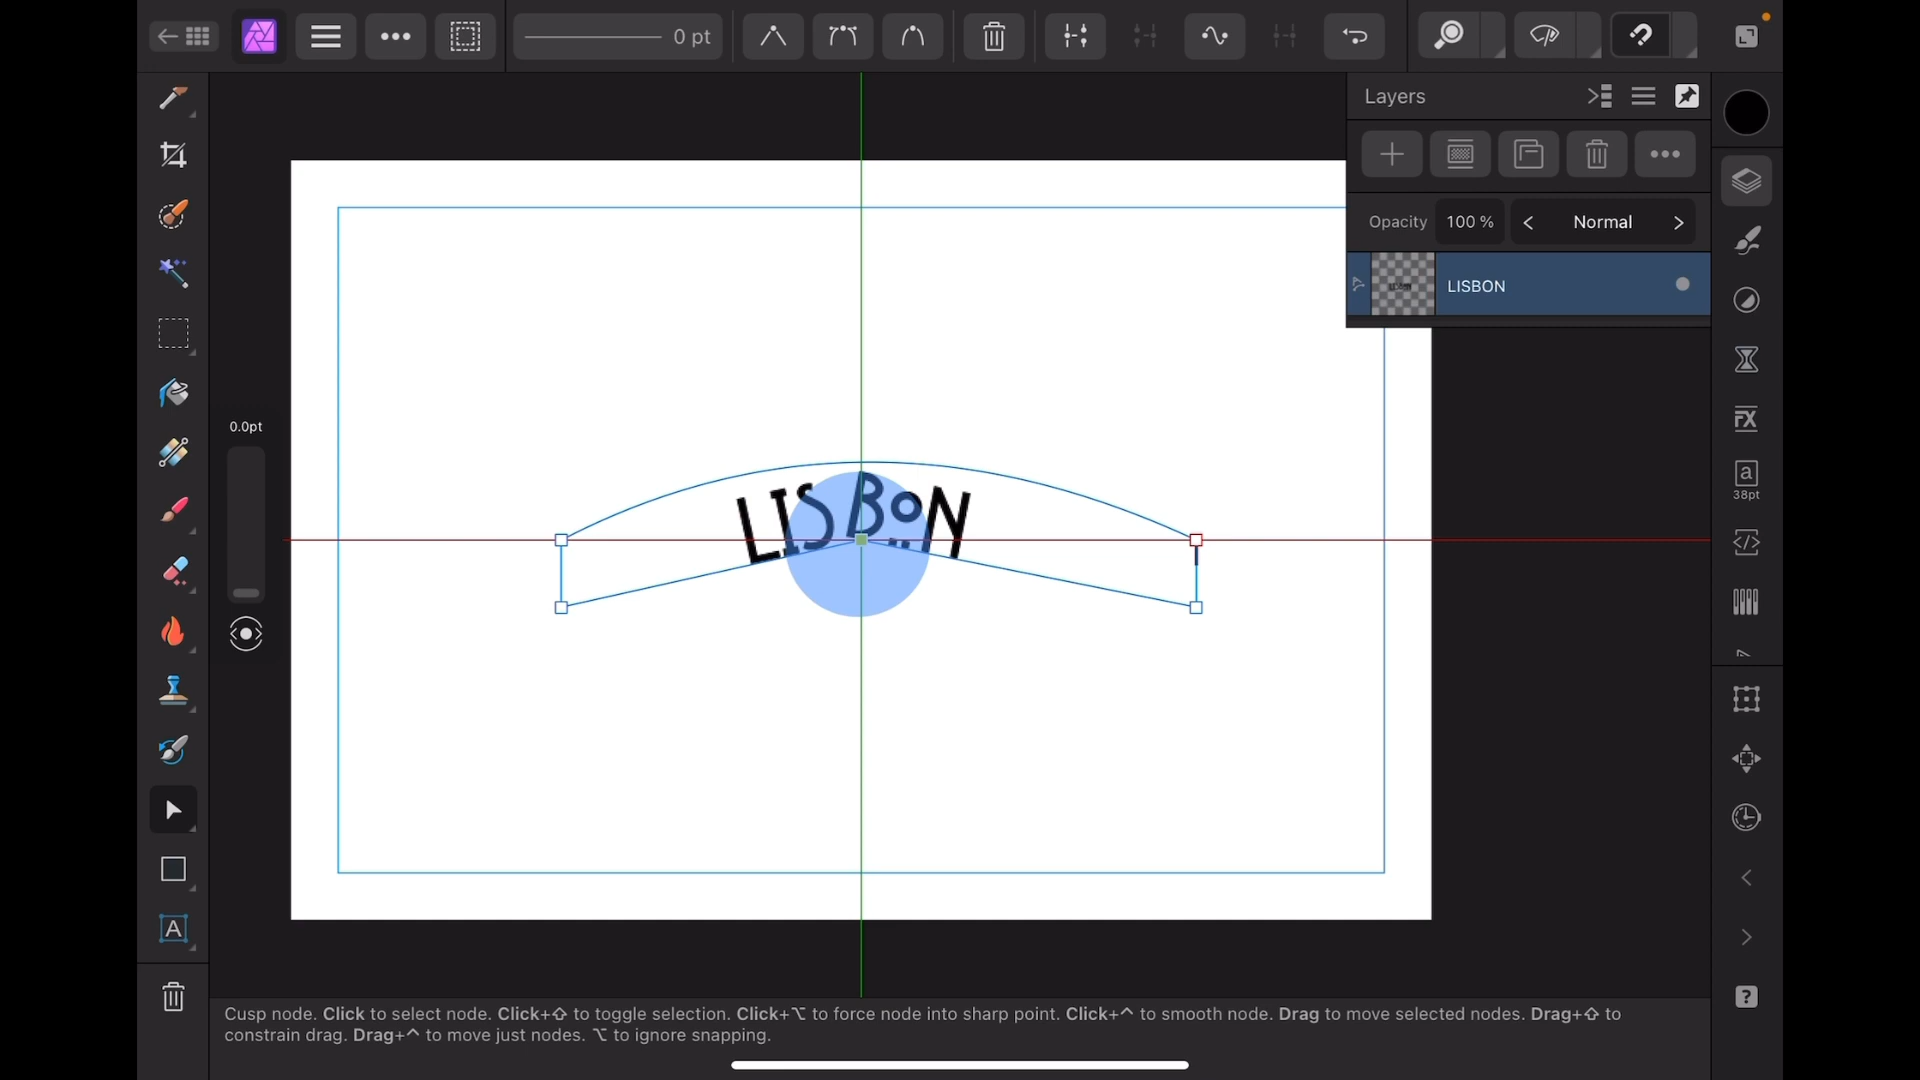 0 pt
Layers
Opacity 100 % Normal
LISBON
0.0pt
LISBON
FX
a
38pt
A
?
Cusp node. Click to select node. Click+⇧ to toggle selection. Click+⌥ to force node into sharp point. Click+^ to smooth node. Drag to move selected nodes. Drag+⇧ to
constrain drag. Drag+^ to move just nodes. ⌥ to ignore snapping.